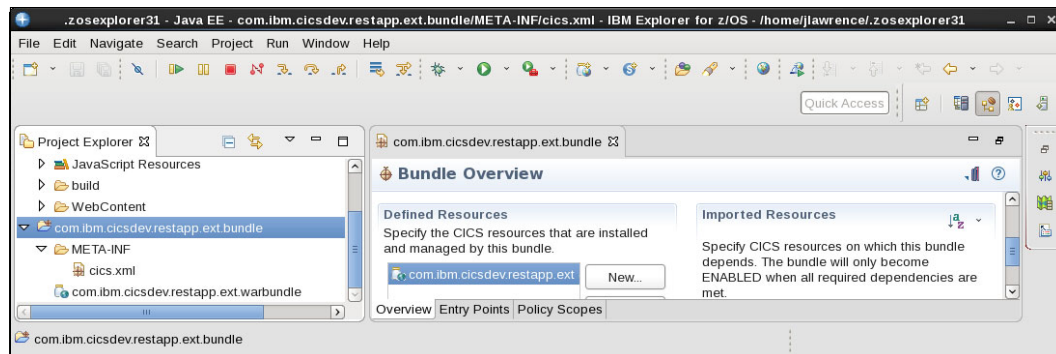 .zosexplorer31 - Java EE - com.ibm.cicsdev.restapp.ext.bundle/META-INF/cics.xml - IBM Explorer for z/OS - /home/jlawrence/.zosexplorer31
File Edit Navigate Search Project Run Window Help
Quick Access
Project Explorer
JavaScript Resources
build
WebContent
com.ibm.cicsdev.restapp.ext.bundle
META-INF
cics.xml
com.ibm.cicsdev.restapp.ext.warbundle
com.ibm.cicsdev.restapp.ext.bundle
Bundle Overview
Defined Resources
Specify the CICS resources that are installed
and managed by this bundle.
com.ibm.cicsdev.restapp.ext
New...
Imported Resources
Specify CICS resources on which this bundle
depends. The bundle will only become
ENABLED when all required dependencies are
met.
Overview Entry Points Policy Scopes
com.ibm.cicsdev.restapp.ext.bundle